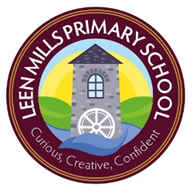 LEEN MILLS PRIMARY SCHOOL
Curious, Creative, Confident